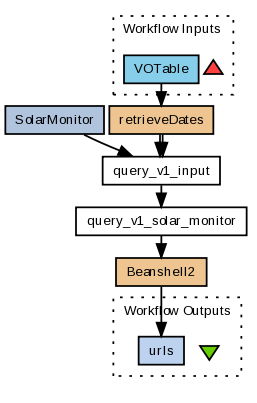 Workflow Inputs
VOTable
SolarMonitor
retrieveDates
query_v1_input
query_v1_solar_monitor
Beanshell2
Workflow Outputs
urls